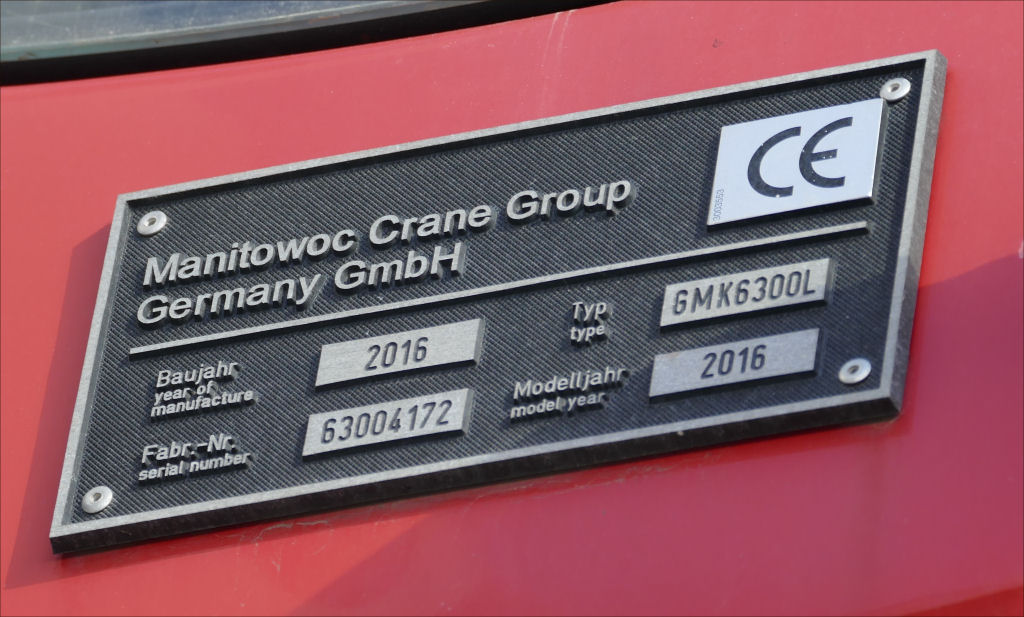 Manitowoc Crane Group
Germany GmbH
CE
3003553
Baujahr
year of
manufacture
2016
Typ
type
GMK6300L
Fabr.-Nr.
serial number
63004172
Modelljahr
model year
2016